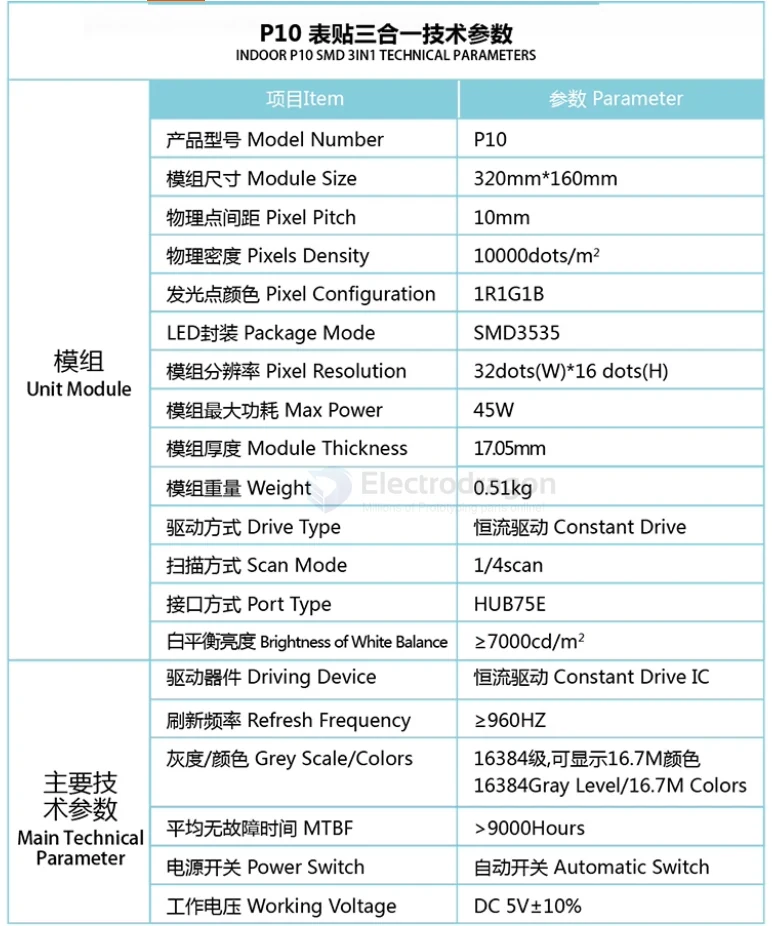 P10 表贴三合一技术参数
INDOOR P10 SMD 3IN1 TECHNICAL PARAMETERS
项目Item 参数 Parameter
模组
Unit Module
产品型号 Model Number P10
模组尺寸 Module Size 320mm*160mm
物理点间距 Pixel Pitch 10mm
物理密度 Pixels Density 10000dots/m²
发光点颜色 Pixel Configuration 1R1G1B
LED封装 Package Mode SMD3535
模组分辨率 Pixel Resolution 32dots(W)*16 dots(H)
模组最大功耗 Max Power 45W
模组厚度 Module Thickness 17.05mm
模组重量 Weight 0.51kg
Electrodragon
驱动方式 Drive Type 恒流驱动 Constant Drive
扫描方式 Scan Mode 1/4scan
接口方式 Port Type HUB75E
白平衡亮度 Brightness of White Balance ≥7000cd/m²
主要技
术参数
Main Technical
Parameter
驱动器件 Driving Device 恒流驱动 Constant Drive IC
刷新频率 Refresh Frequency ≥960HZ
灰度/颜色 Grey Scale/Colors 16384级,可显示16.7M颜色
16384Gray Level/16.7M Colors
平均无故障时间 MTBF >9000Hours
电源开关 Power Switch 自动开关 Automatic Switch
工作电压 Working Voltage DC 5V±10%